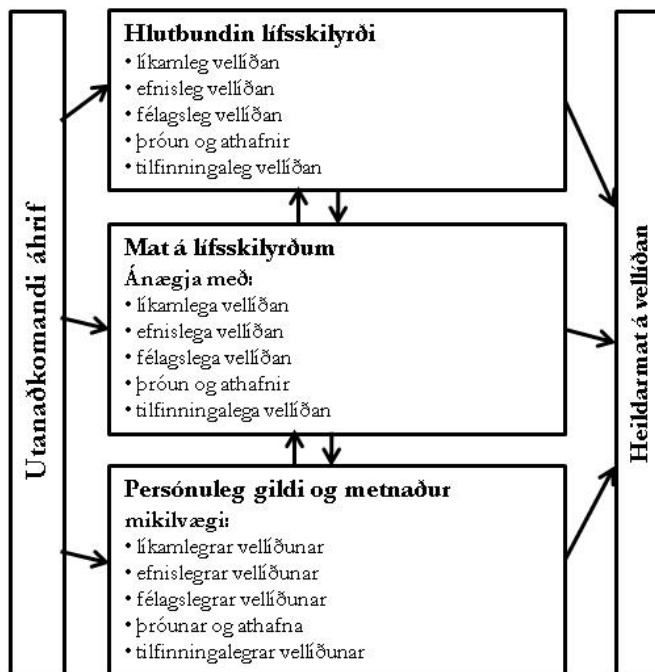 Utanaðkomandi áhrif
Hlutbundin lífsskilyrði
• líkamleg vellíðan
• efnisleg vellíðan
• félagsleg vellíðan
• þróun og athafnir
• tilfinningaleg vellíðan
Mat á lífsskilyrðum
Ánægja með:
• líkamlega vellíðan
• efnislega vellíðan
• félagslega vellíðan
• þróun og athafnir
• tilfinningalega vellíðan
Persónuleg gildi og metnaður
mikilvægi:
• líkamlegrar vellíðunar
• efnislegrar vellíðunar
• félagslegrar vellíðunar
• þróunar og athafna
• tilfinningalegrar vellíðunar
Heildarmat á vellíðan